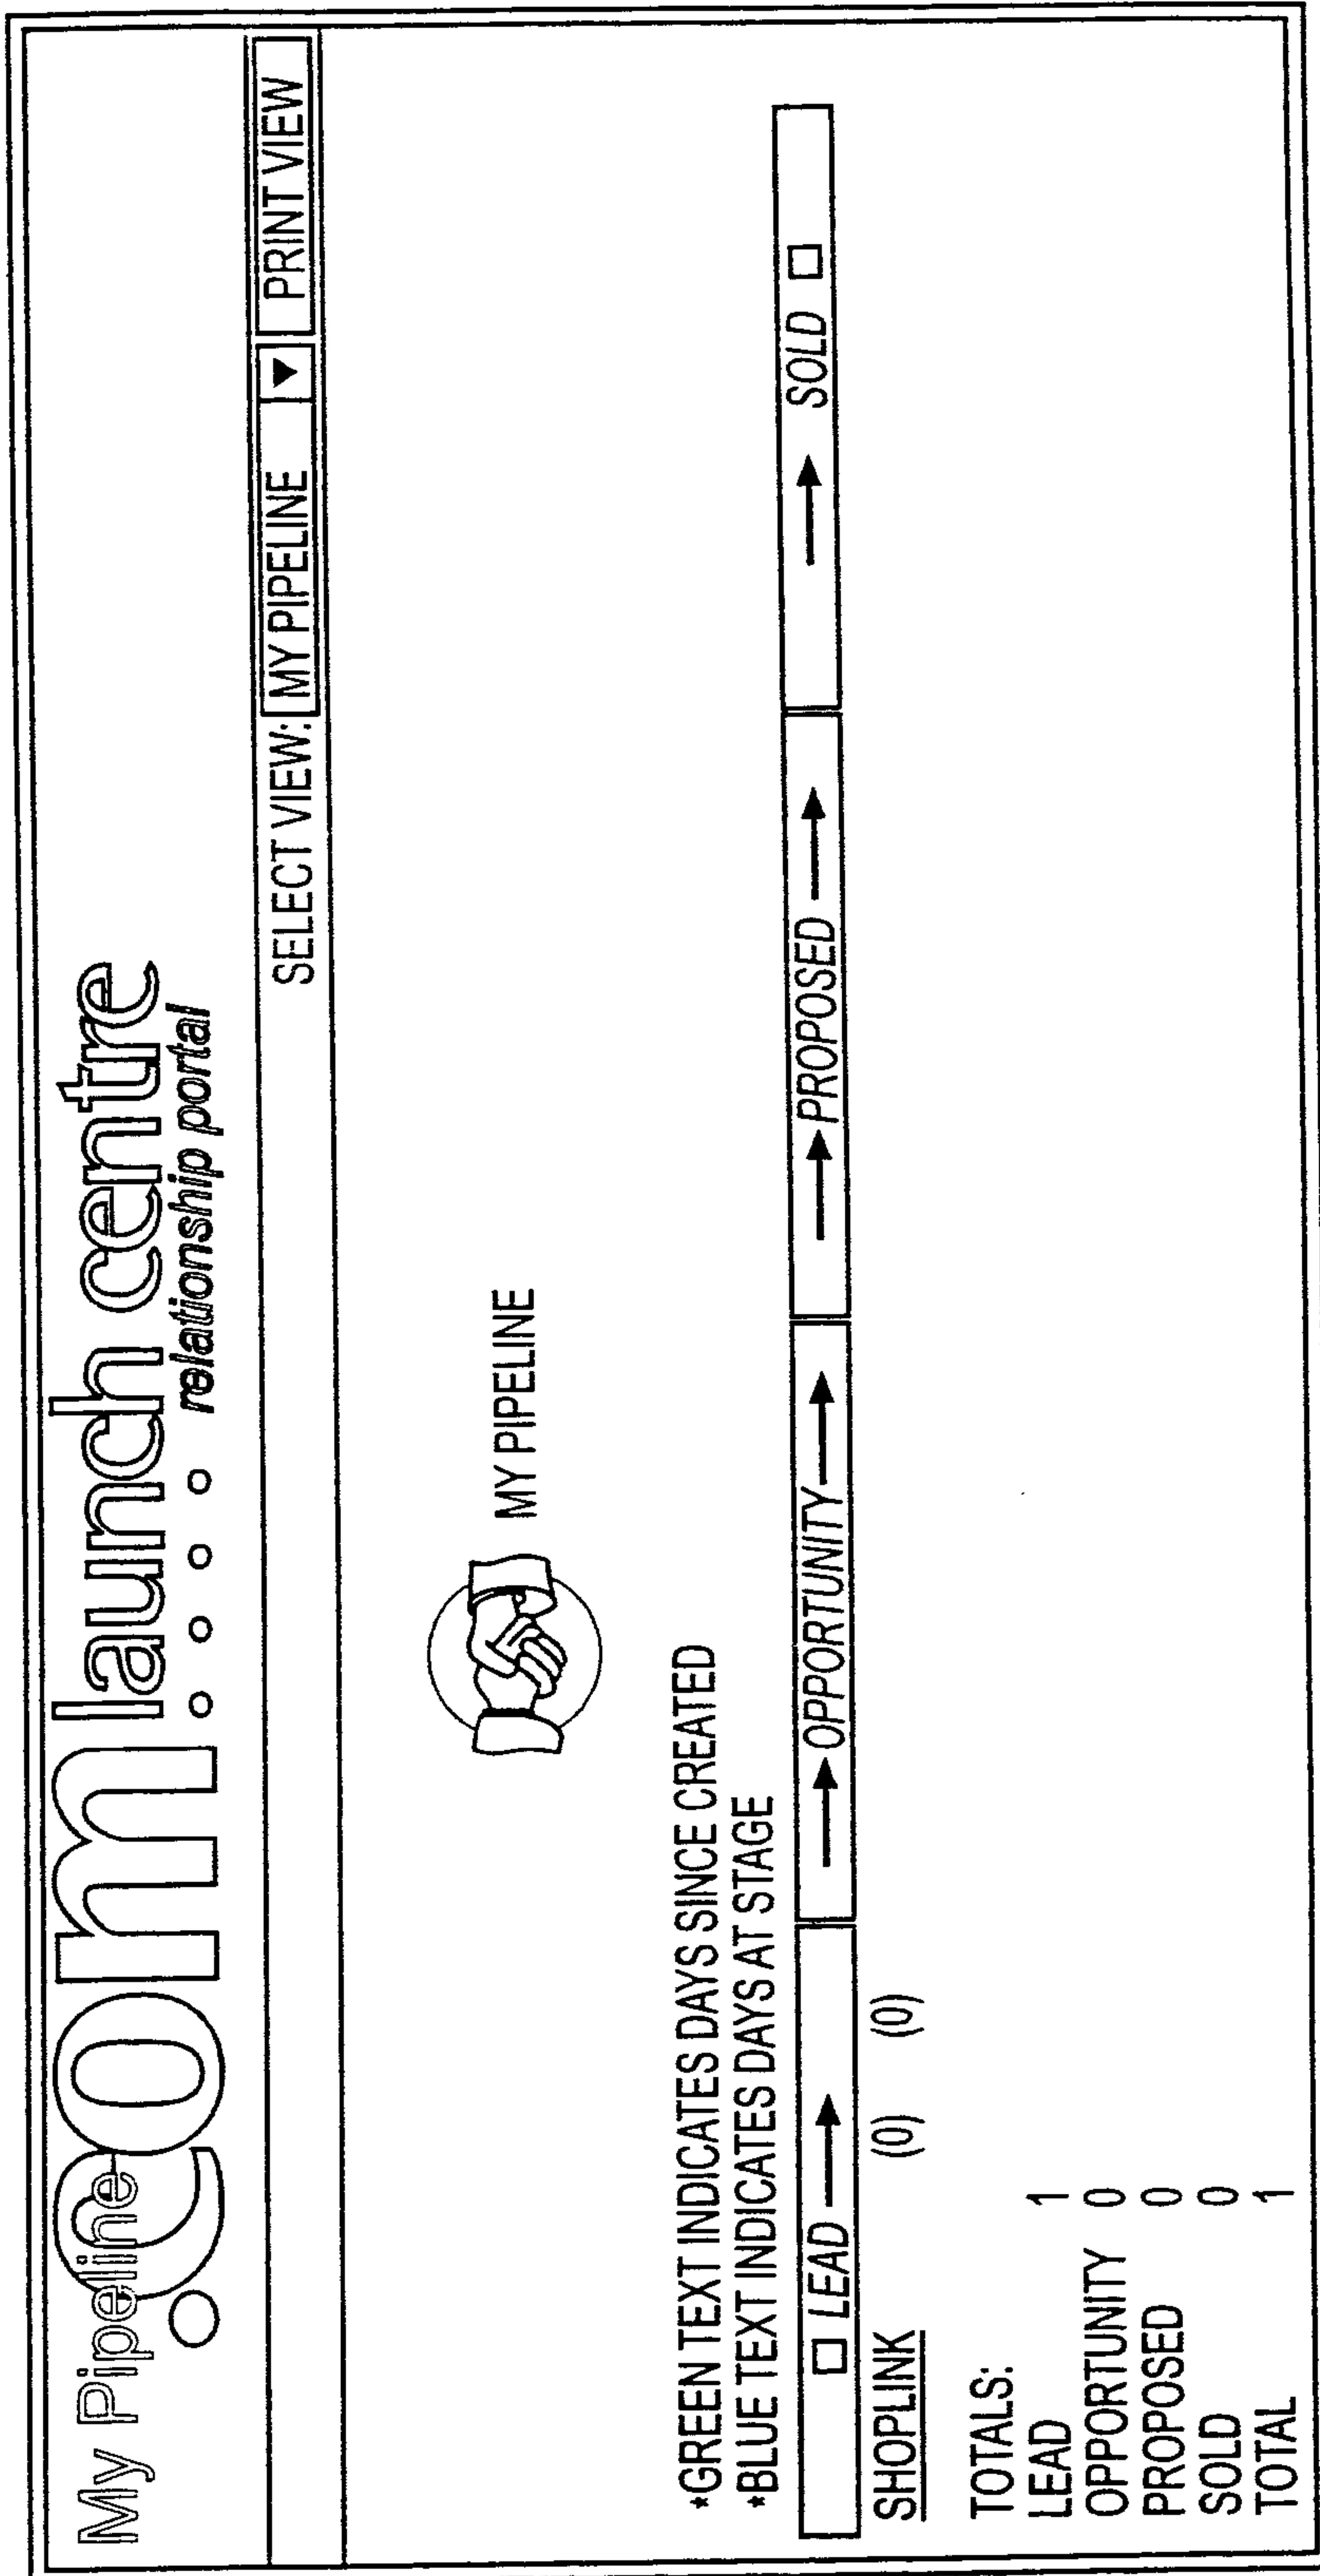 My Pipeline
.com launch centre
relationship portal
SELECT VIEW: MY PIPELINE ▼ PRINT VIEW
MY PIPELINE
*GREEN TEXT INDICATES DAYS SINCE CREATED
*BLUE TEXT INDICATES DAYS AT STAGE
LEAD → → OPPORTUNITY → → PROPOSED → → SOLD
SHOPLINK (0) (0)
TOTALS:
LEAD 1
OPPORTUNITY 0
PROPOSED 0
SOLD 0
TOTAL 1